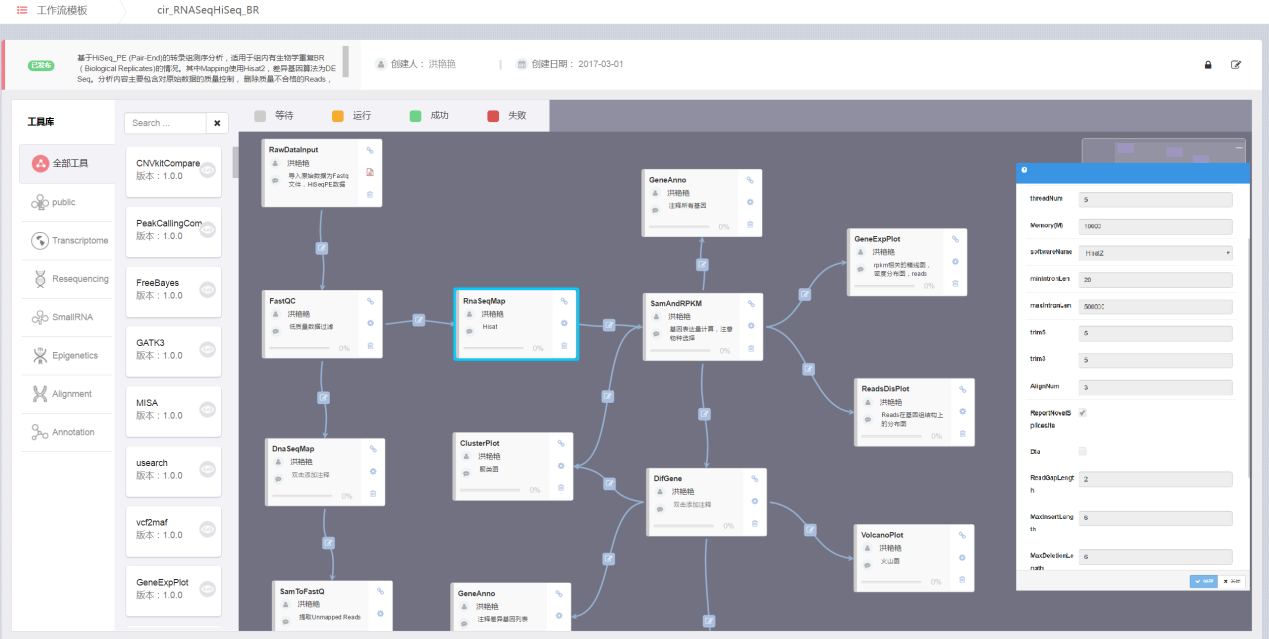 工作流模板
cir_RNASeqHiSeq_BR
已发布
基于HiSeq_PE (Pair-End)的转录组测序分析，适用于组内有生物学重复BR
( Biological Replicates)的情况。其中Mapping使用Hisat2，差异基因算法为DE
Seq。分析内容主要包含对原始数据的质量控制，删除质量不合格的Reads，
创建人：洪艳艳
创建日期：2017-03-01
工具库
Search ...
等待
运行
成功
失败
全部工具
public
Transcriptome
Resequencing
SmallRNA
Epigenetics
Alignment
Annotation
CNVkitCompare
版本：1.0.0
PeakCallingCom
版本：1.0.0
FreeBayes
版本：1.0.0
GATK3
版本：1.0.0
MISA
版本：1.0.0
usearch
版本：1.0.0
vcf2maf
版本：1.0.0
GeneExpPlot
版本：1.0.0
RawDataInput
洪艳艳
导入原始数据为Fastq
文件，HiSeqPE数据
FastQC
洪艳艳
低质量数据过滤
0%
RnaSeqMap
洪艳艳
Hisat
0%
GeneAnno
洪艳艳
注释所有基因
0%
SamAndRPKM
洪艳艳
基因表达量计算，注意
物种选择
0%
GeneExpPlot
洪艳艳
rpkm相关的棒线图，
密度分布图，reads
0%
ReadsDisPlot
洪艳艳
Reads在基因组结构上
的分布图
0%
DnaSeqMap
洪艳艳
双击添加注释
0%
ClusterPlot
洪艳艳
聚类图
0%
DifGene
洪艳艳
双击添加注释
0%
VolcanoPlot
洪艳艳
火山图
0%
SamToFastQ
洪艳艳
提取Unmapped Reads
GeneAnno
洪艳艳
注释差异基因列表
threadNum
5
Memory(M)
softwareName
Hisat2
minIntronLen
20
maxIntronLen
trim5
5
trim3
5
AlignNum
3
ReportNovelS
pliceSite
Dta
ReadGapLengt
h
2
MaxInsertLeng
th
6
MaxDeletionLe
ngth
6